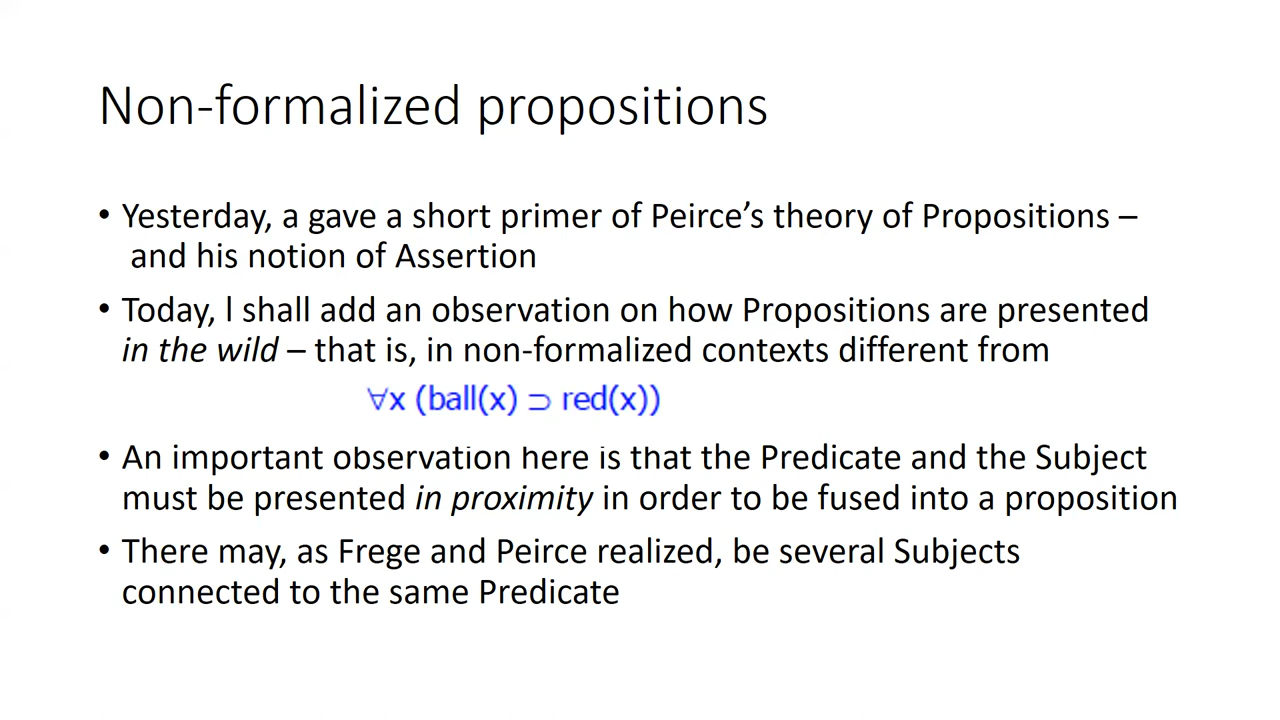 Non-formalized propositions
• Yesterday, a gave a short primer of Peirce’s theory of Propositions –
and his notion of Assertion
• Today, I shall add an observation on how Propositions are presented
in the wild – that is, in non-formalized contexts different from
∀x (ball(x) ⊃ red(x))
• An important observation here is that the Predicate and the Subject
must be presented in proximity in order to be fused into a proposition
• There may, as Frege and Peirce realized, be several Subjects
connected to the same Predicate